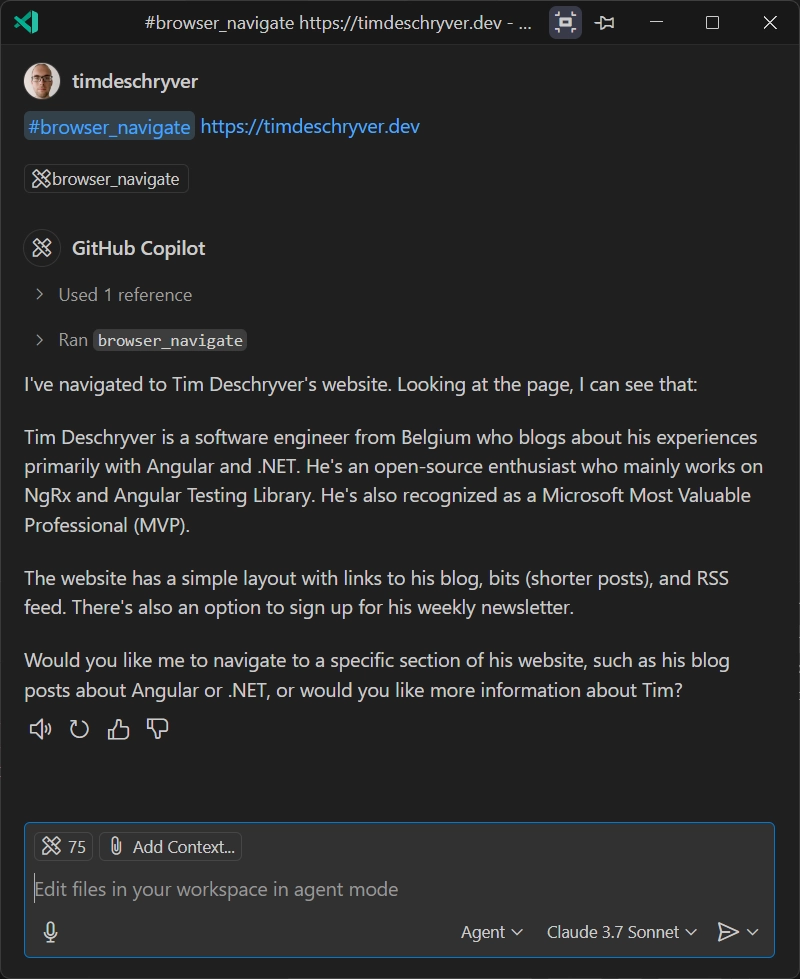 #browser_navigate https://timdeschryver.dev - ...
timdeschryver
#browser_navigate https://timdeschryver.dev
browser_navigate
GitHub Copilot
Used 1 reference
Ran browser_navigate
I've navigated to Tim Deschryver's website. Looking at the page, I can see that:
Tim Deschryver is a software engineer from Belgium who blogs about his experiences
primarily with Angular and .NET. He's an open-source enthusiast who mainly works on
NgRx and Angular Testing Library. He's also recognized as a Microsoft Most Valuable
Professional (MVP).
The website has a simple layout with links to his blog, bits (shorter posts), and RSS
feed. There's also an option to sign up for his weekly newsletter.
Would you like me to navigate to a specific section of his website, such as his blog
posts about Angular or .NET, or would you like more information about Tim?
75 Add Context...
Edit files in your workspace in agent mode
Agent Claude 3.7 Sonnet